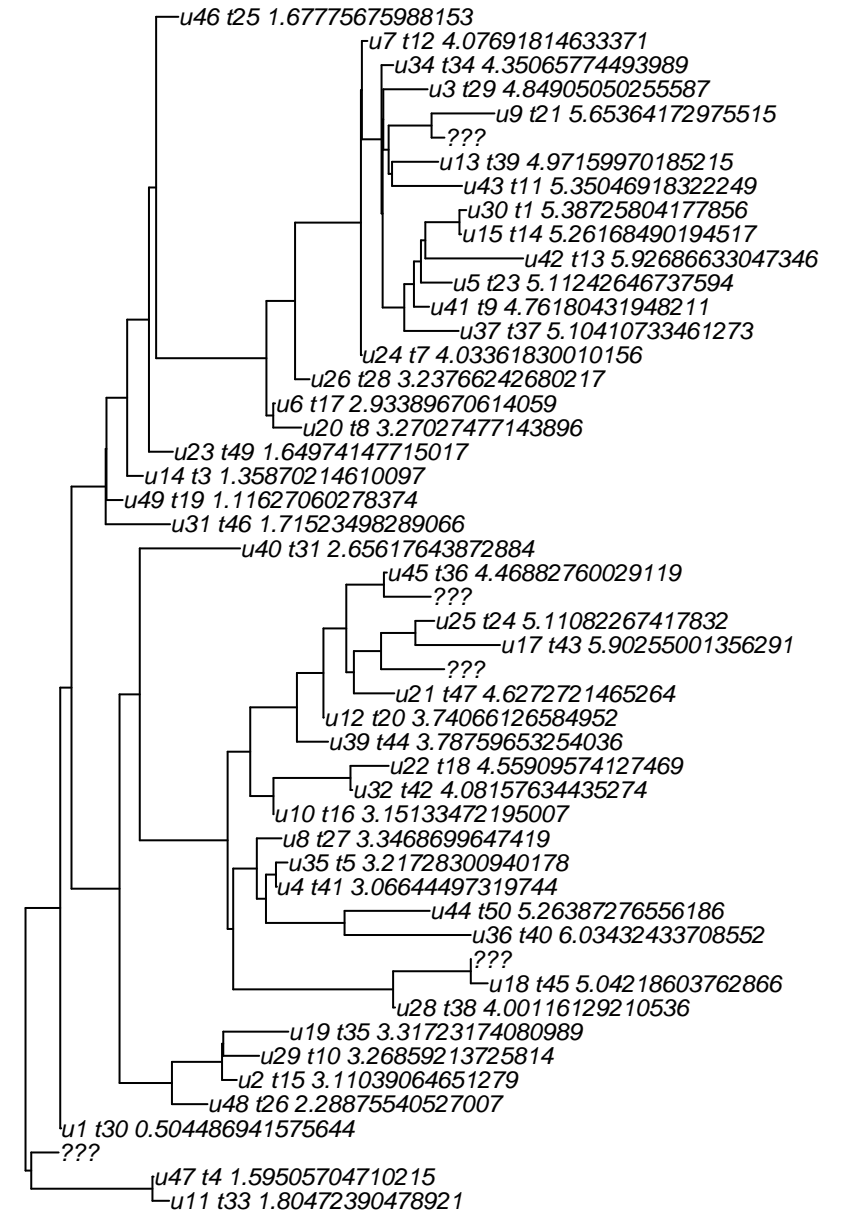 u46 t25 1.67775675988153
u7 t12 4.07691814633371
u34 t34 4.35065774493989
u3 t29 4.84905050255587
u9 t21 5.65364172975515
???
u13 t39 4.97159970185215
u43 t11 5.35046918322249
u30 t1 5.38725804177856
u15 t14 5.26168490194517
u42 t13 5.92686633047346
u5 t23 5.11242646737594
u41 t9 4.76180431948211
u37 t37 5.10410733461273
u24 t7 4.03361830010156
u26 t28 3.23766242680217
u6 t17 2.93389670614059
u20 t8 3.27027477143896
u23 t49 1.64974147715017
u14 t3 1.35870214610097
u49 t19 1.11627060278374
u31 t46 1.71523498289066
u40 t31 2.65617643872884
u45 t36 4.46882760029119
???
u25 t24 5.11082267417832
u17 t43 5.90255001356291
???
u21 t47 4.6272721465264
u12 t20 3.74066126584952
u39 t44 3.78759653254036
u22 t18 4.55909574127469
u32 t42 4.08157634435274
u10 t16 3.15133472195007
u8 t27 3.3468699647419
u35 t5 3.21728300940178
u4 t41 3.06644497319744
u44 t50 5.26387276556186
u36 t40 6.03432433708552
???
u18 t45 5.04218603762866
u28 t38 4.00116129210536
u19 t35 3.31723174080989
u29 t10 3.26859213725814
u2 t15 3.11039064651279
u48 t26 2.28875540527007
u1 t30 0.504486941575644
???
u47 t4 1.59505704710215
u11 t33 1.80472390478921